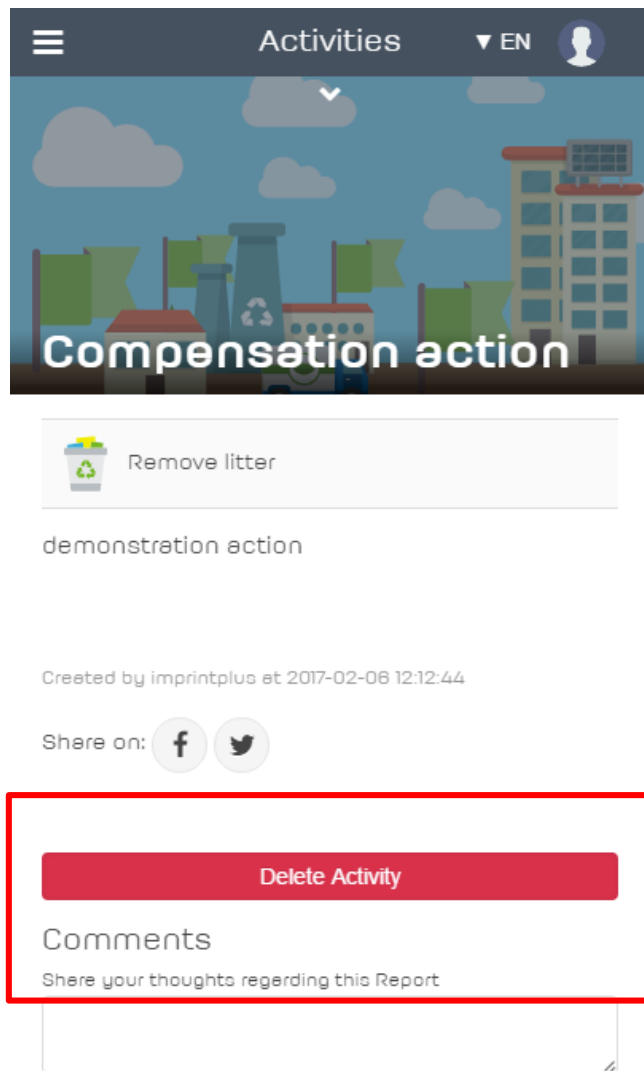 Activities
▼ EN
Compensation action
Remove litter
demonstration action
Created by imprintplus at 2017-02-06 12:12:44
Share on:
Delete Activity
Comments
Share your thoughts regarding this Report